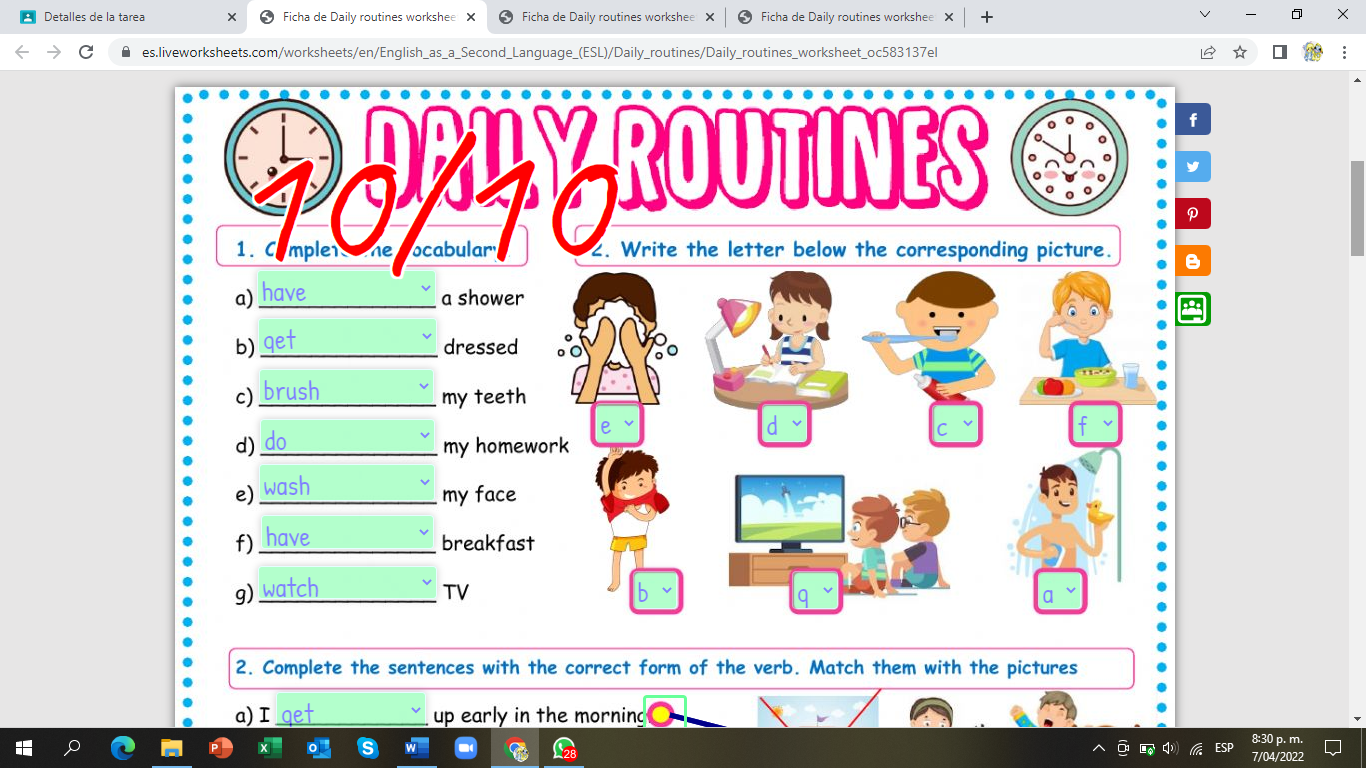 Detalles de la tarea
Ficha de Daily routines workshee
Ficha de Daily routines workshee
Ficha de Daily routines workshee
es.liveworksheets.com/worksheets/en/English_as_a_Second_Language_(ESL)/Daily_routines/Daily_routines_worksheet_oc583137el
DAILY ROUTINES
10/10
1. Complete the vocabulary
a) have a shower
b) get dressed
c) brush my teeth
d) do my homework
e) wash my face
f) have breakfast
g) watch TV
2. Write the letter below the corresponding picture.
e d c f
b g a
2. Complete the sentences with the correct form of the verb. Match them with the pictures
a) I get up early in the morning
28
ESP
8:30 p. m.
7/04/2022